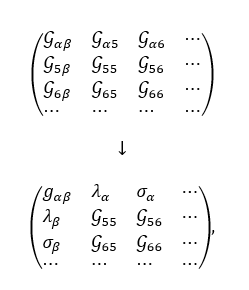 𝒢αβ 𝒢α5 𝒢α6 ⋯
𝒢5β 𝒢55 𝒢56 ⋯
𝒢6β 𝒢65 𝒢66 ⋯
⋯ ⋯ ⋯ ⋯
↓
gαβ λα σα ⋯
λβ 𝒢55 𝒢56 ⋯
σβ 𝒢65 𝒢66 ⋯
⋯ ⋯ ⋯ ⋯ ,